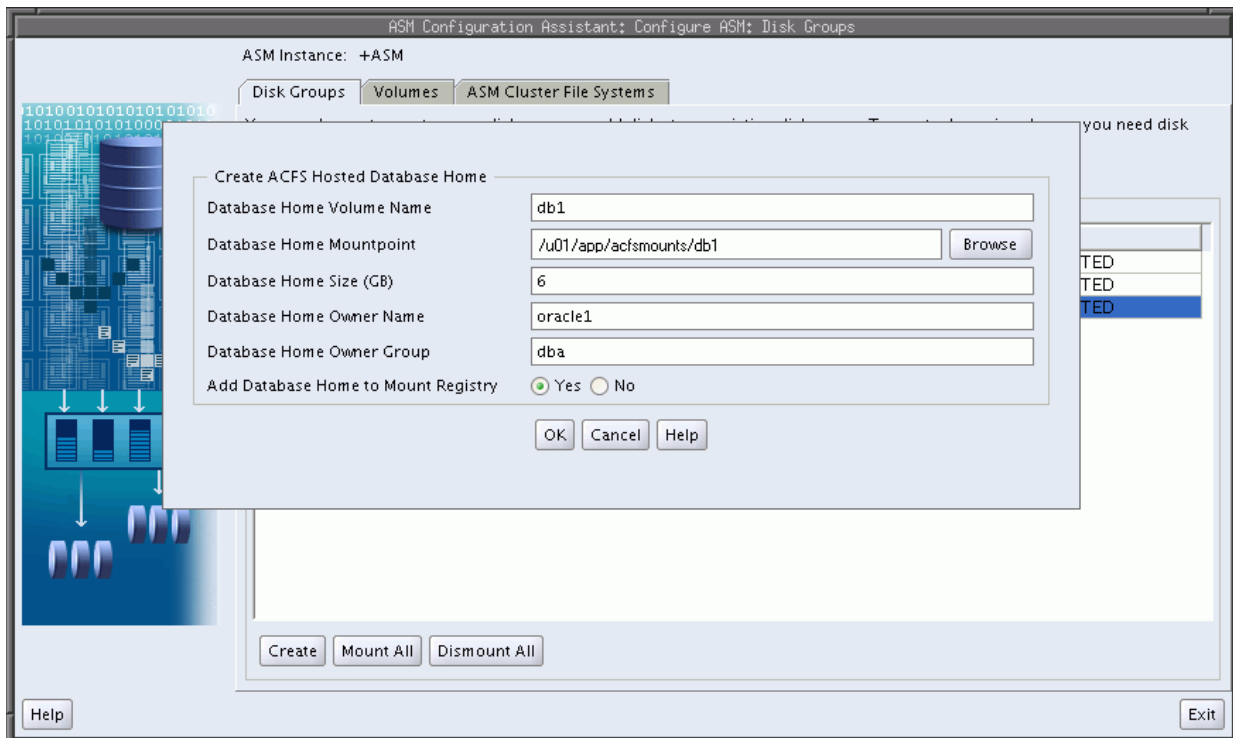 ASM Configuration Assistant: Configure ASM: Disk Groups
ASM Instance: +ASM
Disk Groups Volumes ASM Cluster File Systems
you need disk
Create ACFS Hosted Database Home
Database Home Volume Name db1
Database Home Mountpoint /u01/app/acfsmounts/db1 Browse
Database Home Size (GB) 6
Database Home Owner Name oracle1
Database Home Owner Group dba
Add Database Home to Mount Registry Yes No
OK Cancel Help
TED
TED
TED
Create Mount All Dismount All
Help Exit